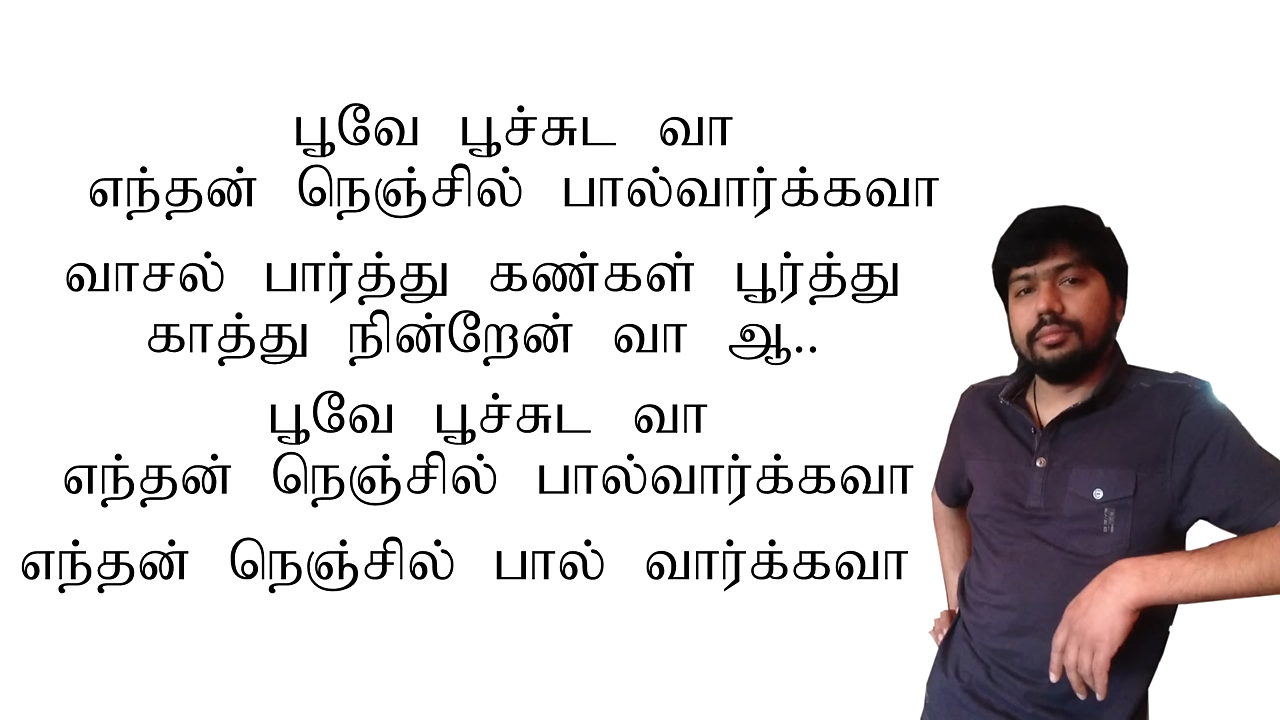 பூவே பூச்சுட வா
எந்தன் நெஞ்சில் பால்வார்க்கவா
வாசல் பார்த்து கண்கள் பூர்த்து
காத்து நின்றேன் வா ஆ..
பூவே பூச்சுட வா
எந்தன் நெஞ்சில் பால்வார்க்கவா
எந்தன் நெஞ்சில் பால் வார்க்கவா